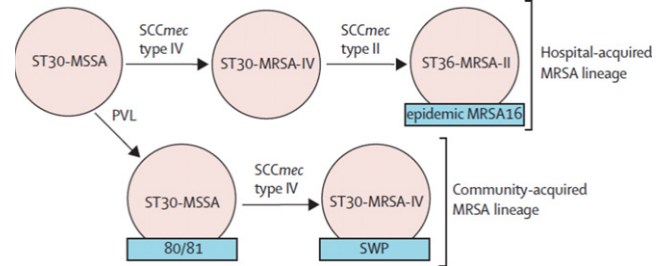 SCCmec
type IV
SCCmec
type II
ST30-MSSA
ST30-MRSA-IV
ST36-MRSA-II
Hospital-acquired
MRSA lineage
epidemic MRSA16
PVL
SCCmec
type IV
ST30-MSSA
ST30-MRSA-IV
Community-acquired
MRSA lineage
80/81
SWP